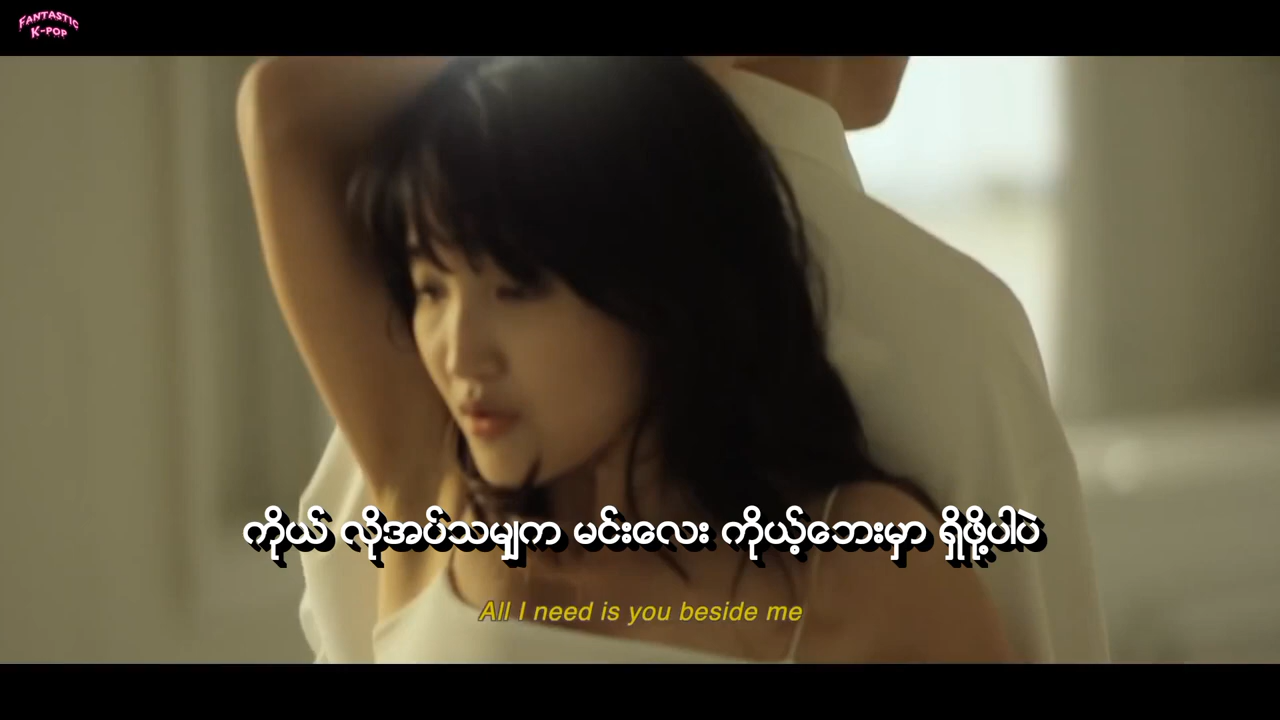 FANTASTIC
K-POP
ကိုယ် လိုအပ်သမျှက မင်းလေး ကိုယ့်ဘေးမှာ ရှိဖို့ပါပဲ
All I need is you beside me